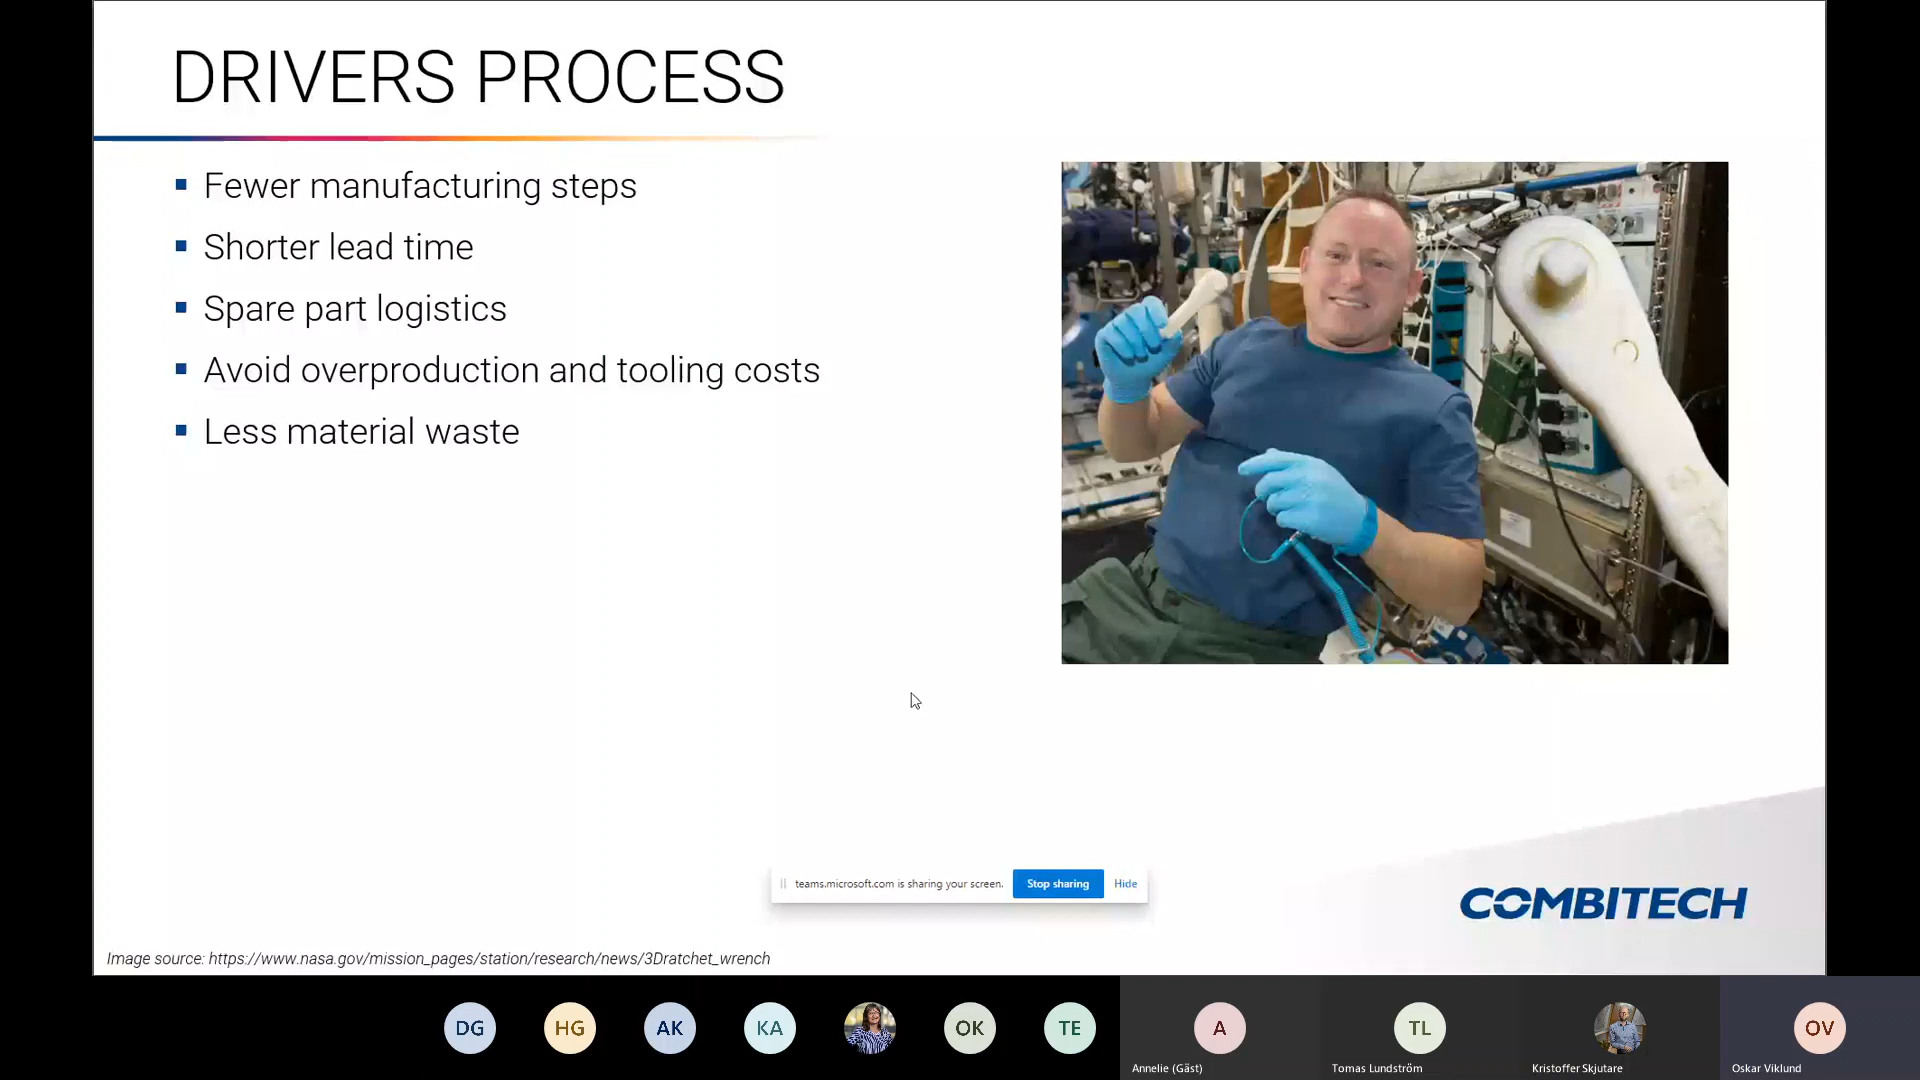 DRIVERS PROCESS
Fewer manufacturing steps
Shorter lead time
Spare part logistics
Avoid overproduction and tooling costs
Less material waste
teams.microsoft.com is sharing your screen.
Stop sharing
Hide
COMBITECH
Image source: https://www.nasa.gov/mission_pages/station/research/news/3Dratchet_wrench
DG
HG
AK
KA
OK
TE
A
TL
OV
Annelie (Gäst)
Tomas Lundström
Kristoffer Skjutare
Oskar Viklund